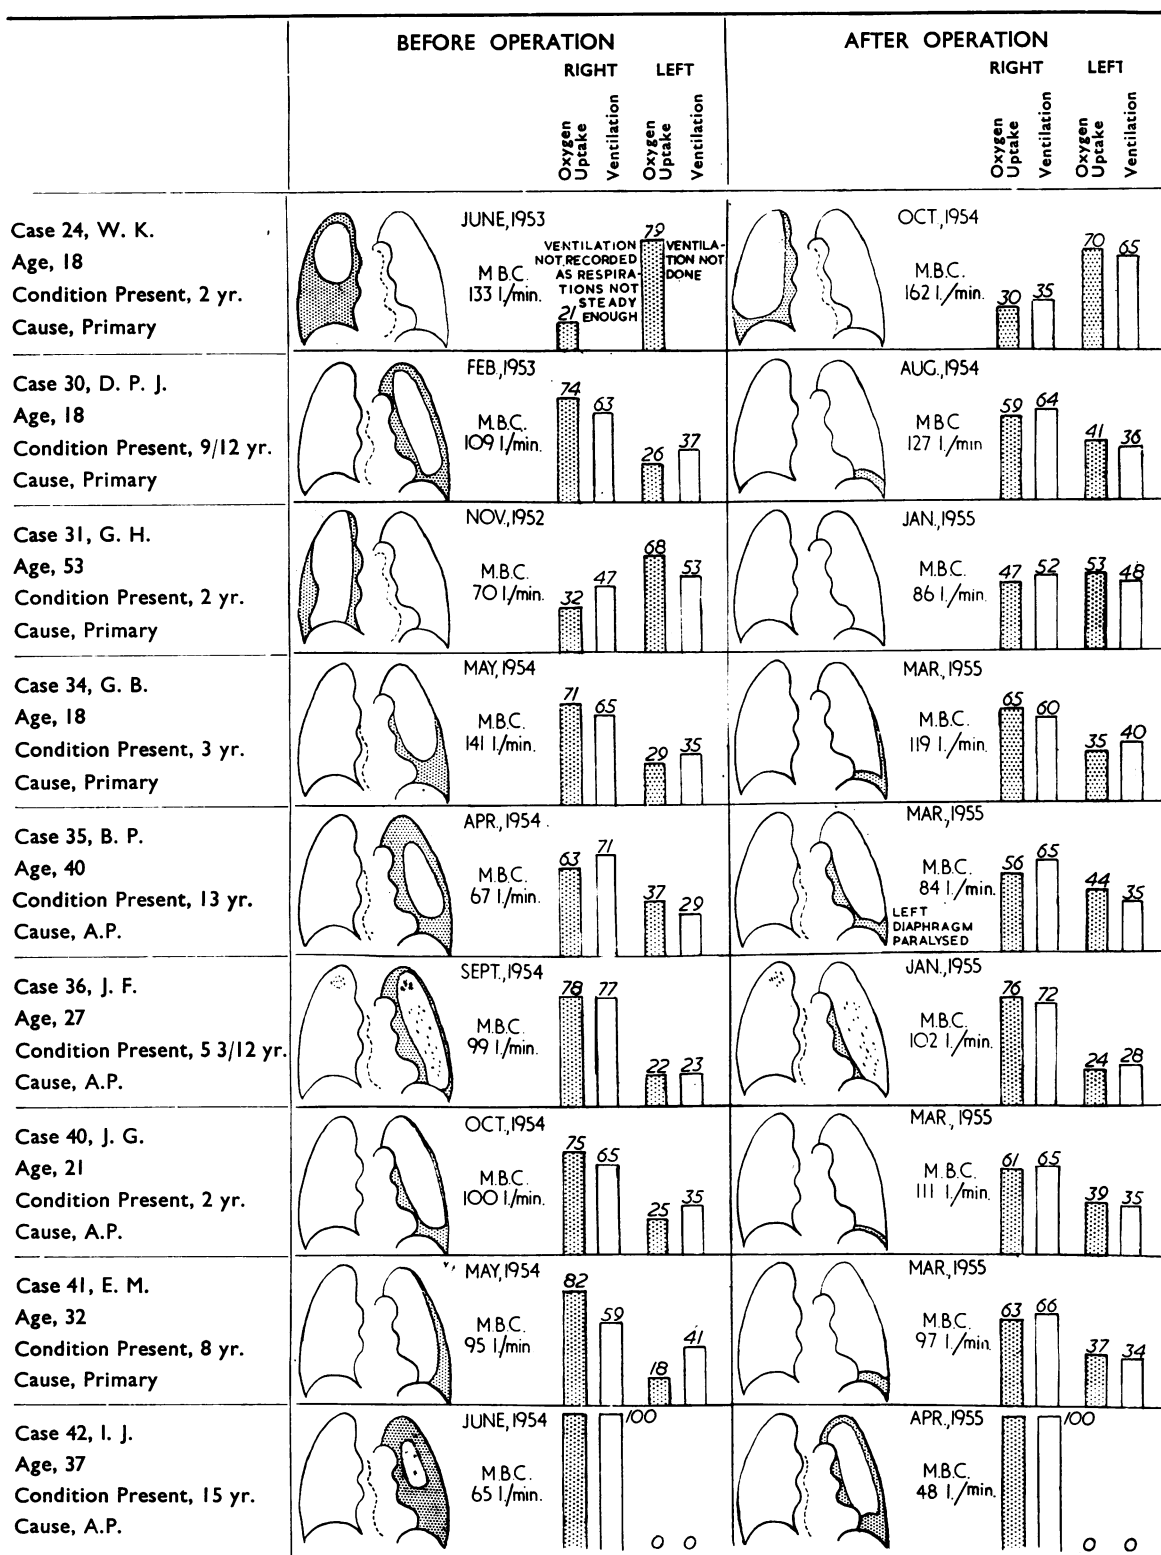 BEFORE OPERATION
AFTER OPERATION
RIGHT LEFT
RIGHT LEFT
Oxygen Uptake
Ventilation
Oxygen Uptake
Ventilation
Oxygen Uptake
Ventilation
Oxygen Uptake
Ventilation
Case 24, W. K.
Age, 18
Condition Present, 2 yr.
Cause, Primary
JUNE, 1953
M B C.
133 l./min.
VENTILATION
NOT RECORDED
AS RESPIRA-
TIONS NOT
STEADY
ENOUGH
21
79
VENTILA-
TION NOT
DONE
OCT, 1954
M.B.C.
162 l./min.
30 35 70 65
Case 30, D. P. J.
Age, 18
Condition Present, 9/12 yr.
Cause, Primary
FEB, 1953
M.B.C.
109 l./min.
74 63 26 37
AUG., 1954
M B C
127 l./min
59 64 41 36
Case 31, G. H.
Age, 53
Condition Present, 2 yr.
Cause, Primary
NOV., 1952
M.B.C.
70 l./min.
32 47 68 53
JAN., 1955
M.B.C.
86 l./min.
47 52 53 48
Case 34, G. B.
Age, 18
Condition Present, 3 yr.
Cause, Primary
MAY, 1954
M.B.C.
141 l./min.
71 65 29 35
MAR., 1955
M.B.C.
119 l./min.
65 60 35 40
Case 35, B. P.
Age, 40
Condition Present, 13 yr.
Cause, A.P.
APR., 1954
M.B.C.
67 l./min.
63 71 37 29
MAR., 1955
M.B.C.
84 l./min.
LEFT
DIAPHRAGM
PARALYSED
56 65 44 35
Case 36, J. F.
Age, 27
Condition Present, 5 3/12 yr.
Cause, A.P.
SEPT., 1954
M.B.C.
99 l./min.
78 77 22 23
JAN., 1955
M.B.C.
102 l./min.
76 72 24 28
Case 40, J. G.
Age, 21
Condition Present, 2 yr.
Cause, A.P.
OCT., 1954
M.B.C.
100 l./min.
75 65 25 35
MAR., 1955
M.B.C.
111 l./min.
61 65 39 35
Case 41, E. M.
Age, 32
Condition Present, 8 yr.
Cause, Primary
MAY, 1954
M.B.C.
95 l./min
82 59 18 41
MAR., 1955
M.B.C.
97 l./min.
63 66 37 34
Case 42, I. J.
Age, 37
Condition Present, 15 yr.
Cause, A.P.
JUNE, 1954
M.B.C.
65 l./min.
100 0 0
APR., 1955
M.B.C.
48 l./min.
100 0 0